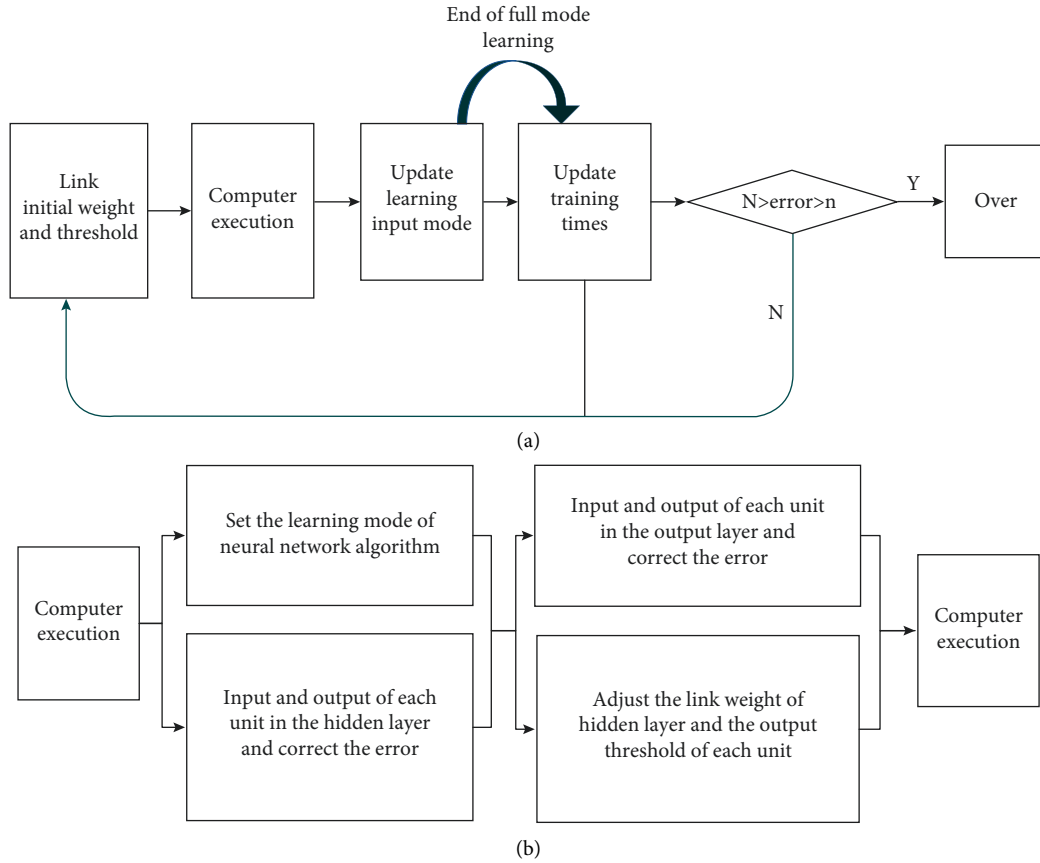 End of full mode
learning
Link
initial weight
and threshold
Computer
execution
Update
learning
input mode
Update
training
times
N>error>n
Y
Over
N
(a)
Computer
execution
Set the learning mode of
neural network algorithm
Input and output of each
unit in the hidden layer
and correct the error
Input and output of each unit
in the output layer and
correct the error
Adjust the link weight of
hidden layer and the output
threshold of each unit
Computer
execution
(b)